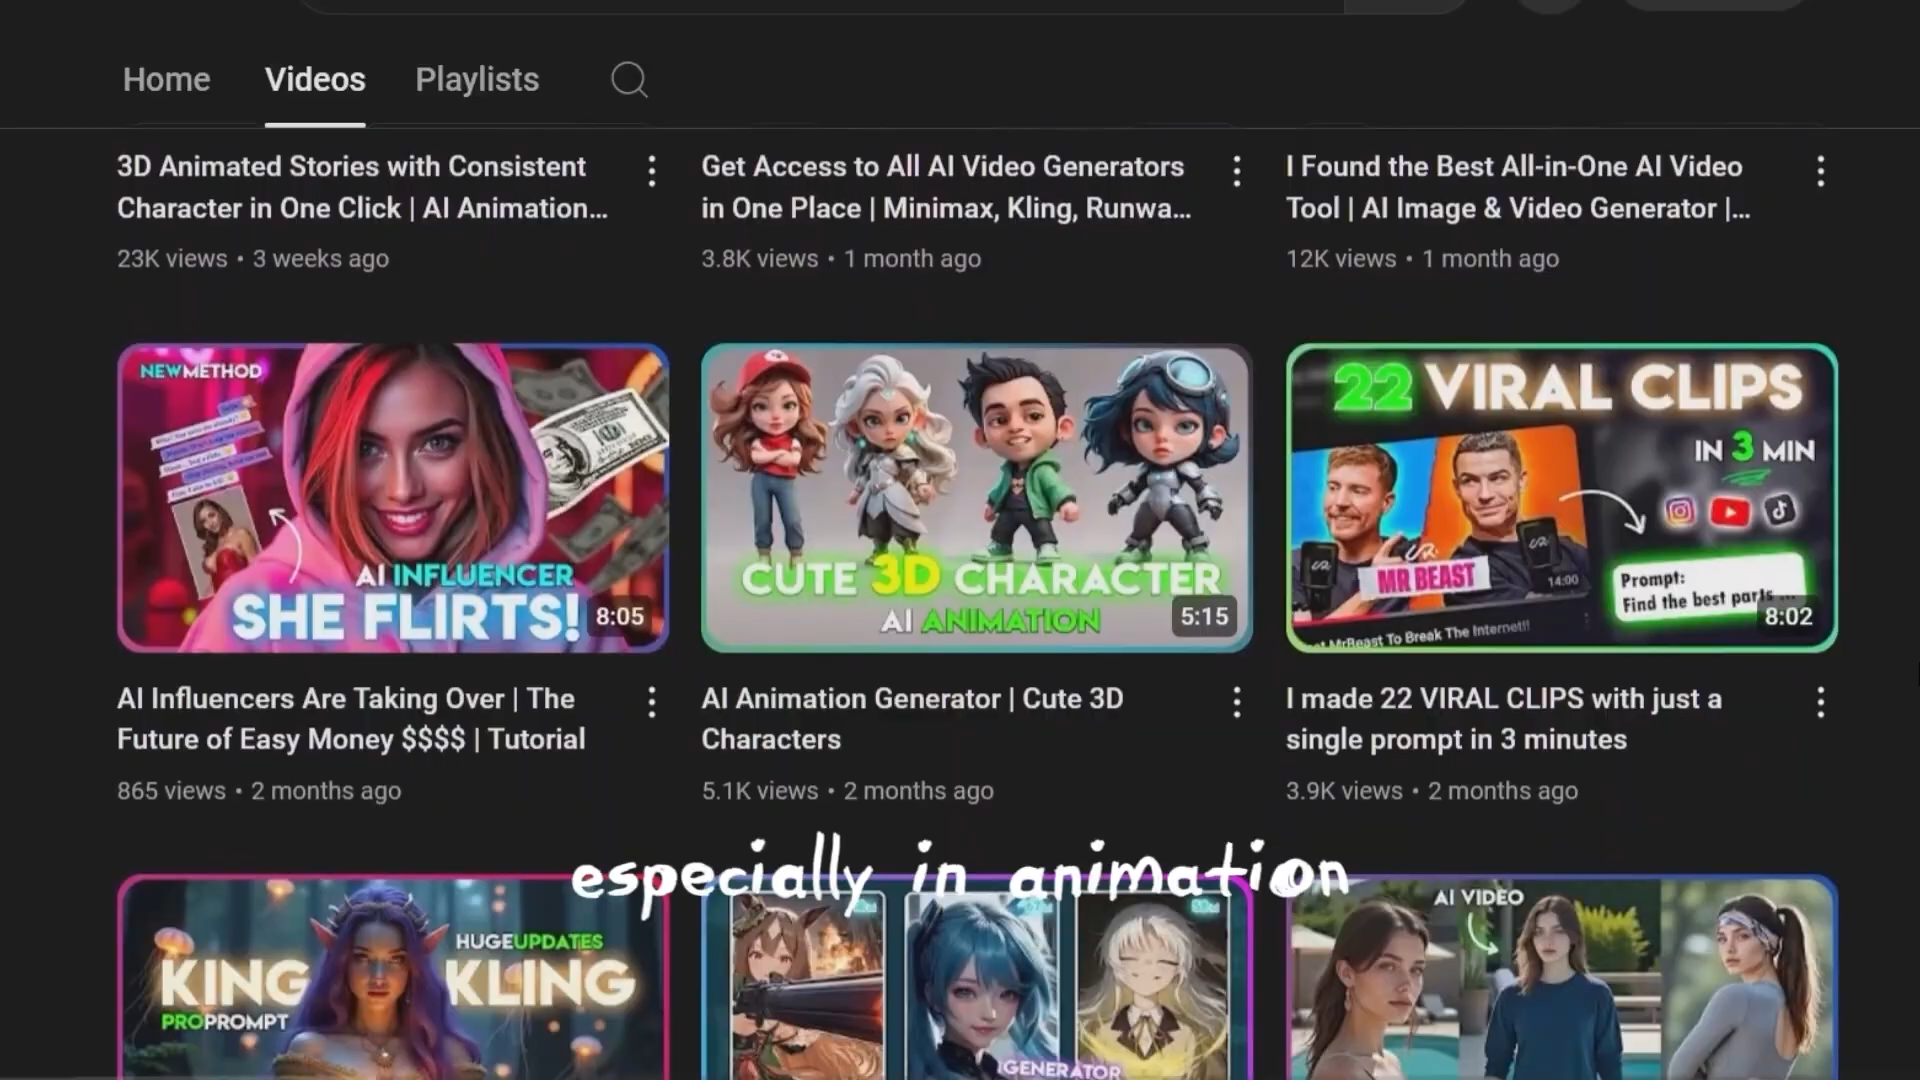 Home Videos Playlists
3D Animated Stories with Consistent
Character in One Click | AI Animation...
23K views • 3 weeks ago
Get Access to All AI Video Generators
in One Place | Minimax, Kling, Runwa...
3.8K views • 1 month ago
I Found the Best All-in-One AI Video
Tool | AI Image & Video Generator |...
12K views • 1 month ago
NEWMETHOD
AI INFLUENCER
SHE FLIRTS!
8:05
CUTE 3D CHARACTER
AI ANIMATION
5:15
22 VIRAL CLIPS
IN 3 MIN
MR BEAST
14:00
Prompt:
Find the best parts ...
8:02
MrBeast To Break The Internet!!
AI Influencers Are Taking Over | The
Future of Easy Money $$$$ | Tutorial
865 views • 2 months ago
AI Animation Generator | Cute 3D
Characters
5.1K views • 2 months ago
I made 22 VIRAL CLIPS with just a
single prompt in 3 minutes
3.9K views • 2 months ago
especially in animation
HUGEUPDATES
KING KLING
PROPROMPT
GENERATOR
AI VIDEO